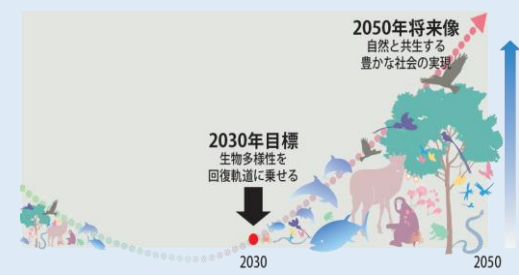 2050年将来像
自然と共生する
豊かな社会の実現
2030年目標
生物多様性を
回復軌道に乗せる
2030
2050